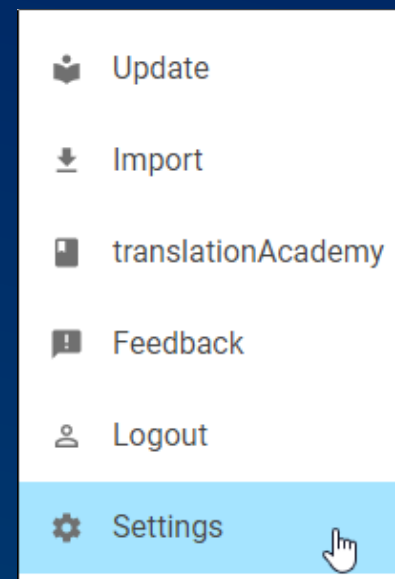 Update
Import
translationAcademy
Feedback
Logout
Settings